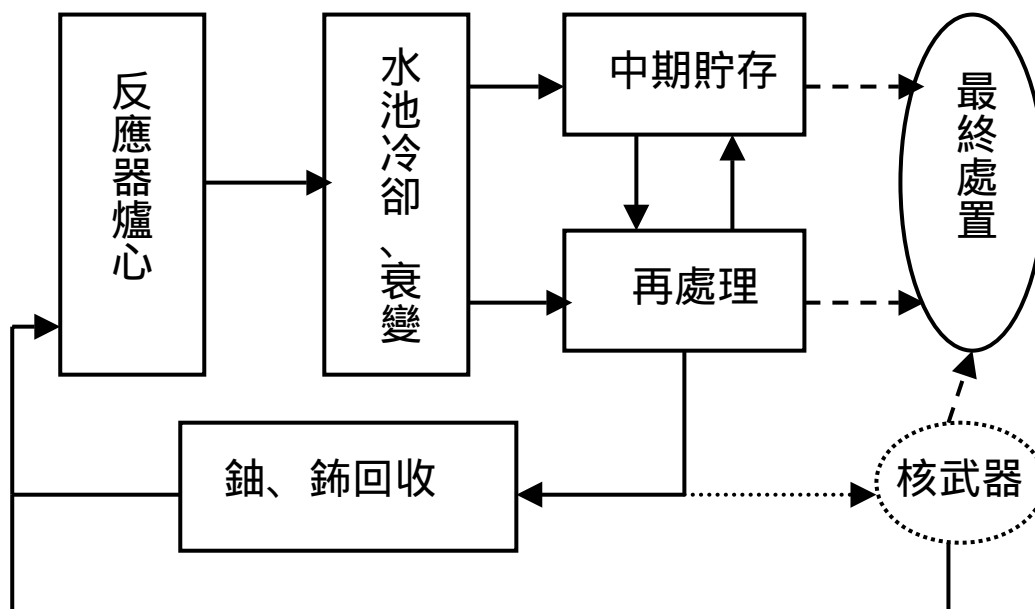 反應器爐心
水池冷卻、衰變
中期貯存
再處理
最終處置
鈾、鈽回收
核武器